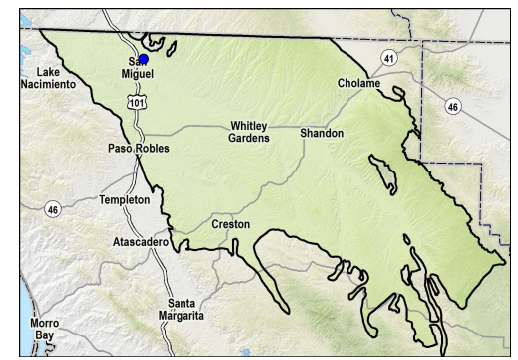 41
Lake
Nacimiento
San
Miguel
Cholame
101
46
Whitley
Gardens
Shandon
Paso Robles
Templeton
46
Creston
Atascadero
Santa
Margarita
Morro
Bay